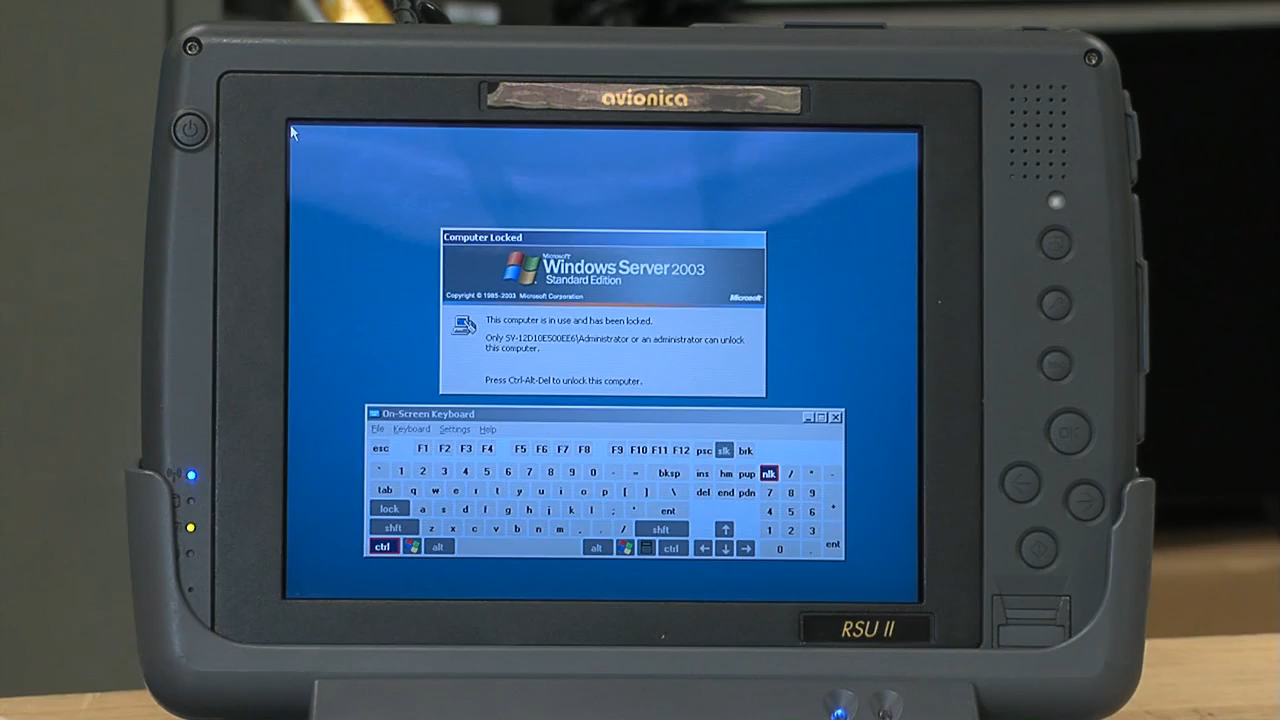 avionica
Computer Locked
Microsoft
Windows Server 2003
Standard Edition
Copyright © 1985-2003 Microsoft Corporation
Microsoft
This computer is in use and has been locked.
Only SV-12D10E500EE6\Administrator or an administrator can unlock
this computer.
Press Ctrl-Alt-Del to unlock this computer.
On-Screen Keyboard
File Keyboard Settings Help
esc F1 F2 F3 F4 F5 F6 F7 F8 F9 F10 F11 F12 psc slk brk
` 1 2 3 4 5 6 7 8 9 0 - = bksp ins hm pup nlk / * -
tab q w e r t y u i o p [ ] \ del end pdn 7 8 9 +
lock a s d f g h j k l ; ' ent 4 5 6
shft z x c v b n m , . / shft ↑ 1 2 3 ent
ctrl alt alt ctrl ← ↓ → 0 .
OK
RSU II